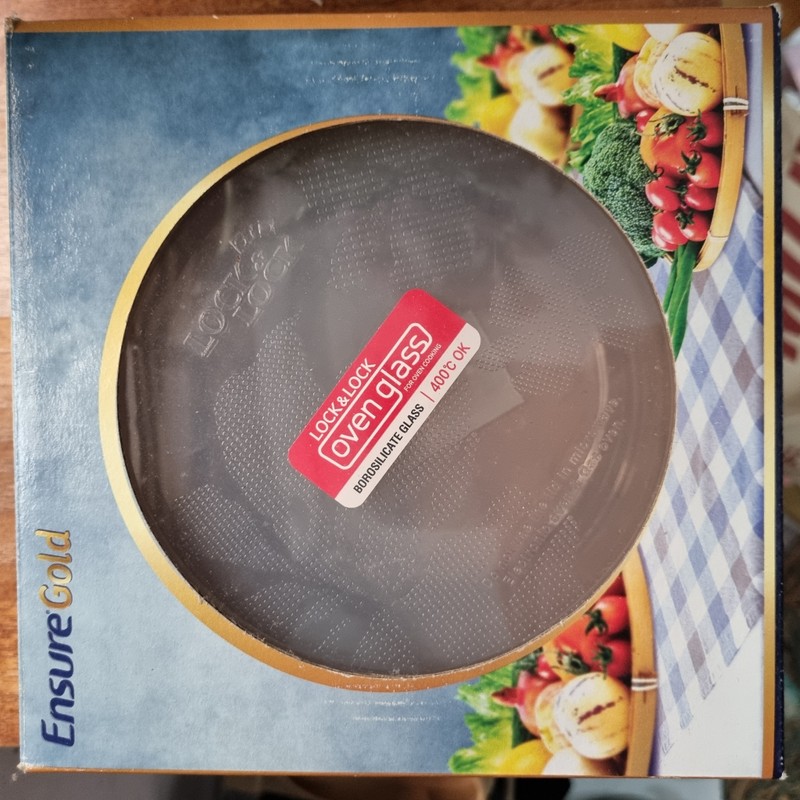 Ensure Gold
LOCK&
LOCK
LOCK&LOCK
oven glass
FOR OVEN COOKING
BOROSILICATE GLASS | 400℃ OK